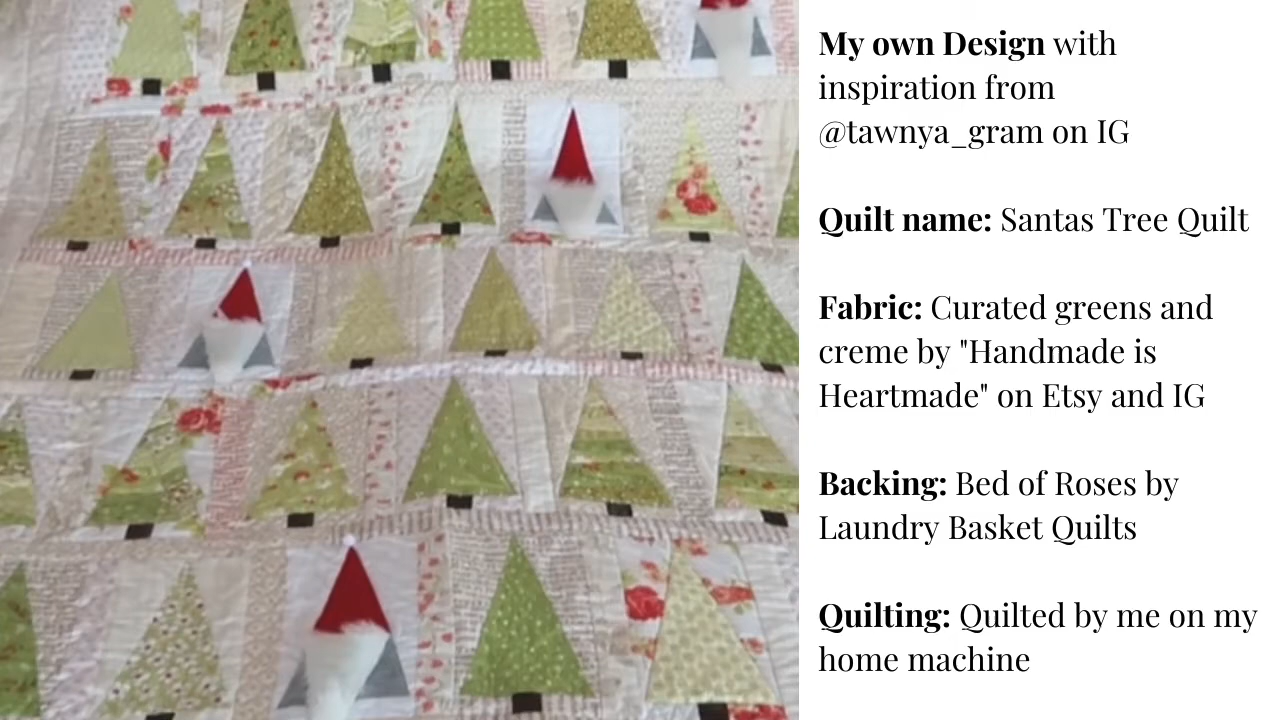 My own Design with
inspiration from
@tawnya_gram on IG
Quilt name: Santas Tree Quilt
Fabric: Curated greens and
creme by "Handmade is
Heartmade" on Etsy and IG
Backing: Bed of Roses by
Laundry Basket Quilts
Quilting: Quilted by me on my
home machine